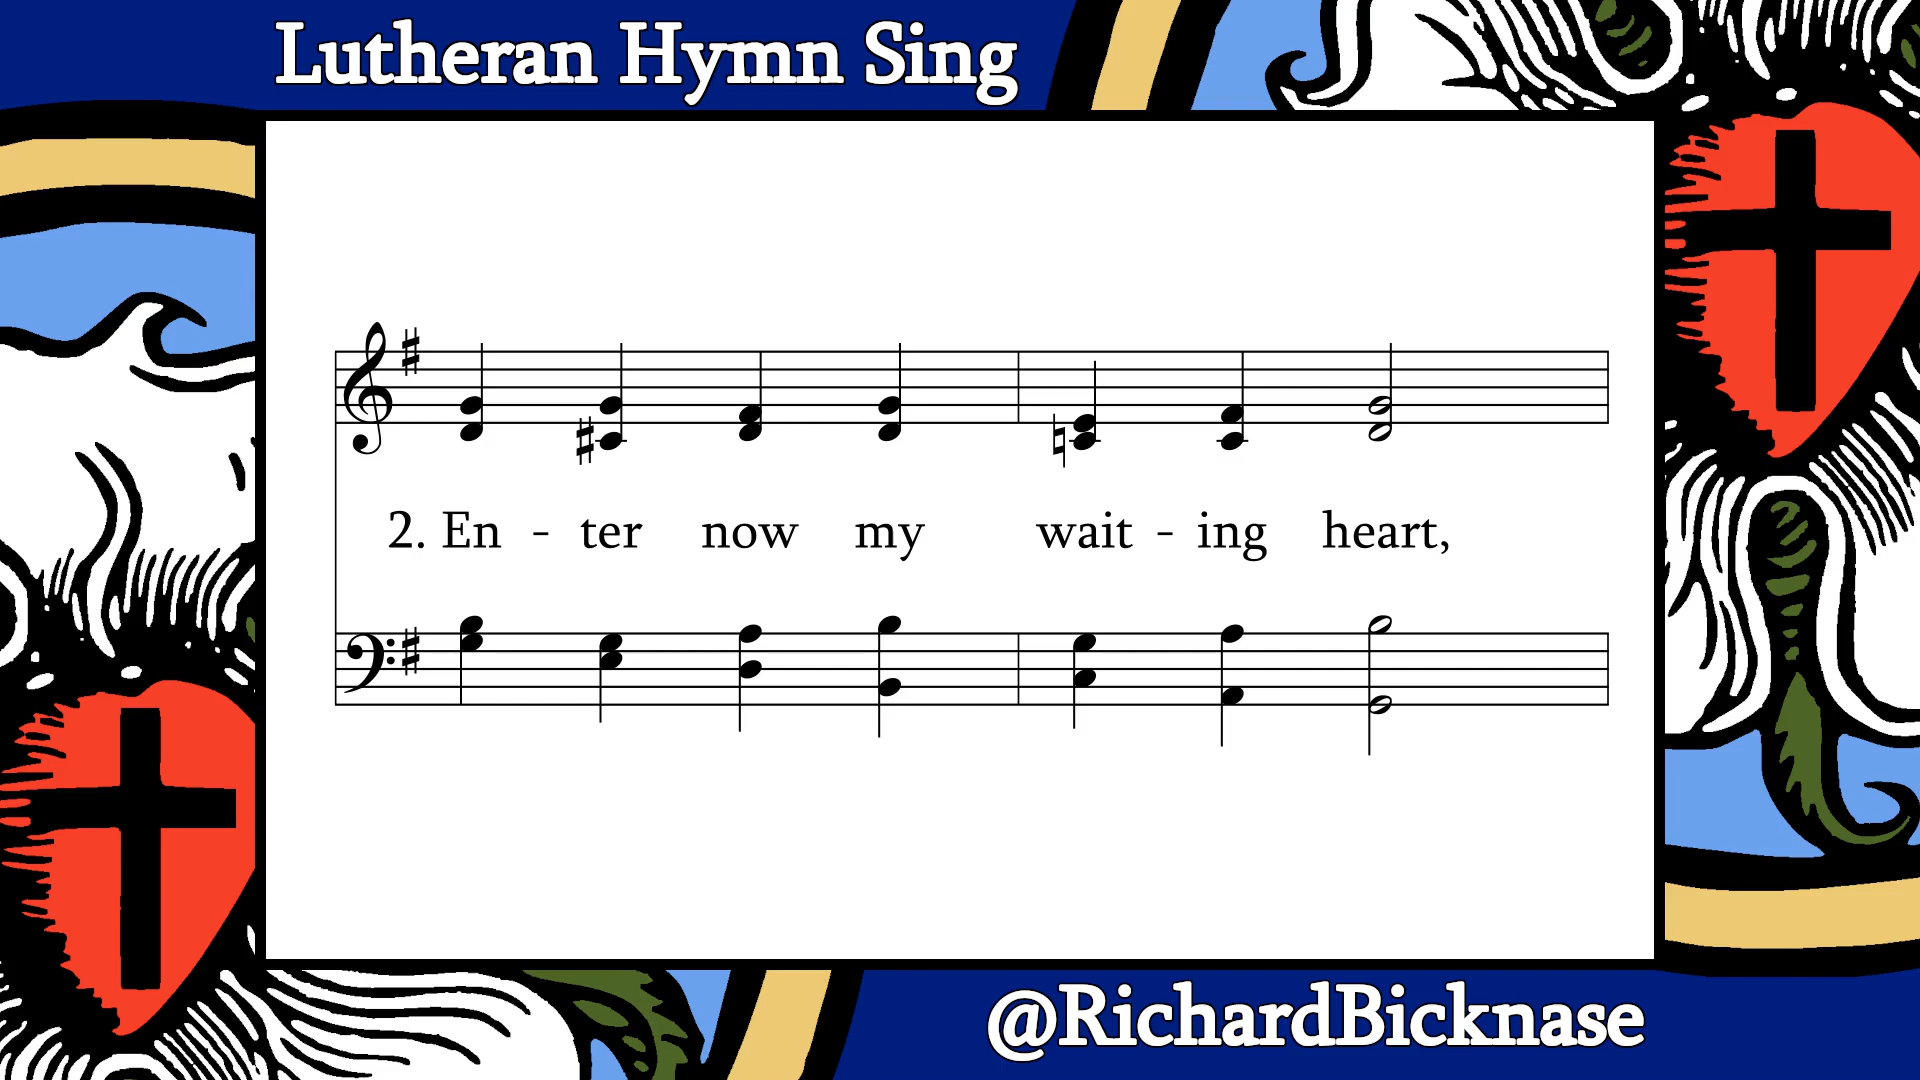 Lutheran Hymn Sing
2. En - ter now my wait - ing heart,
@RichardBicknase